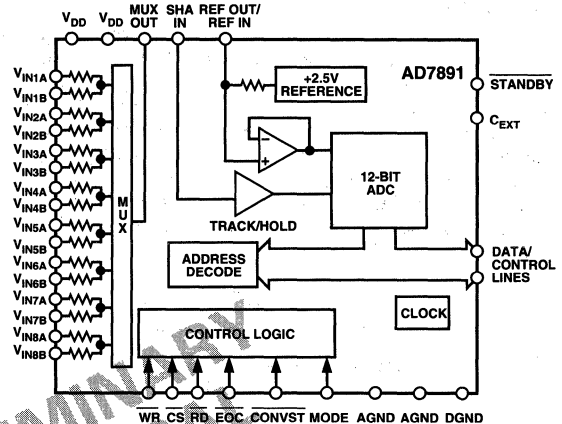 MUX SHA REF OUT/
VDD VDD OUT IN REF IN
VIN1A
VIN1B
VIN2A
VIN2B
VIN3A
VIN3B
VIN4A
VIN4B
VIN5A
VIN5B
VIN6A
VIN6B
VIN7A
VIN7B
VIN8A
VIN8B
MUX
+2.5V
REFERENCE
AD7891
STANDBY
CEXT
12-BIT
ADC
TRACK/HOLD
ADDRESS
DECODE
DATA/
CONTROL
LINES
CLOCK
CONTROL LOGIC
WR CS RD EOC CONVST MODE AGND AGND DGND